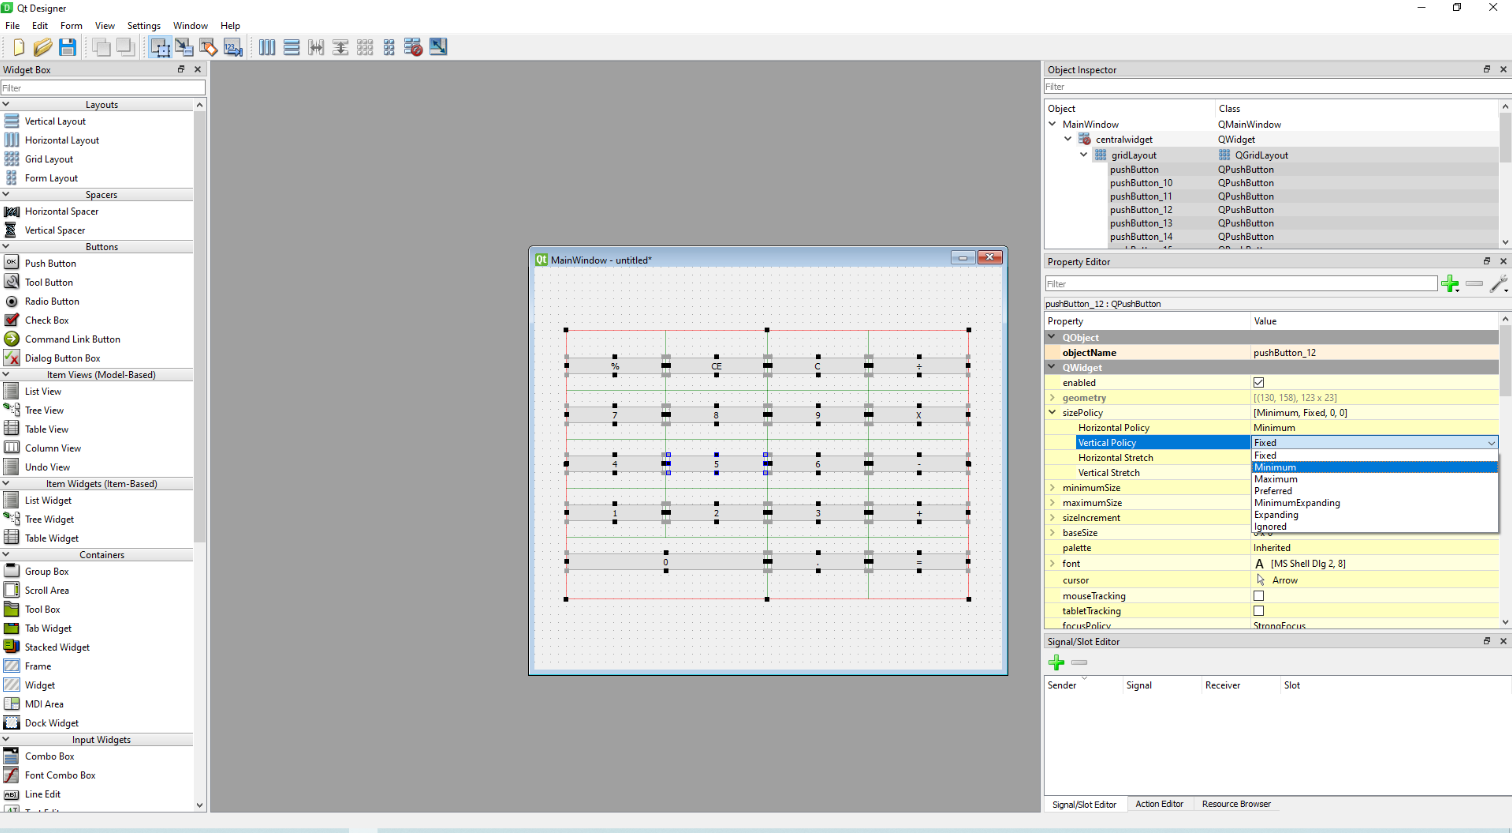 Qt Designer
File Edit Form View Settings Window Help
Widget Box
Filter
Layouts
Vertical Layout
Horizontal Layout
Grid Layout
Form Layout
Spacers
Horizontal Spacer
Vertical Spacer
Buttons
Push Button
Tool Button
Radio Button
Check Box
Command Link Button
Dialog Button Box
Item Views (Model-Based)
List View
Tree View
Table View
Column View
Undo View
Item Widgets (Item-Based)
List Widget
Tree Widget
Table Widget
Containers
Group Box
Scroll Area
Tool Box
Tab Widget
Stacked Widget
Frame
Widget
MDI Area
Dock Widget
Input Widgets
Combo Box
Font Combo Box
Line Edit
MainWindow - untitled*
% CE C ÷
7 8 9 X
4 5 6 -
1 2 3 +
0 . =
Object Inspector
Filter
Object Class
MainWindow QMainWindow
centralwidget QWidget
gridLayout QGridLayout
pushButton QPushButton
pushButton_10 QPushButton
pushButton_11 QPushButton
pushButton_12 QPushButton
pushButton_13 QPushButton
pushButton_14 QPushButton
Property Editor
Filter
pushButton_12 : QPushButton
Property Value
QObject
objectName pushButton_12
QWidget
enabled
geometry [(130, 158), 123 x 23]
sizePolicy [Minimum, Fixed, 0, 0]
Horizontal Policy Minimum
Vertical Policy Fixed
Horizontal Stretch
Vertical Stretch
minimumSize
maximumSize
sizeIncrement
baseSize
Fixed
Minimum
Maximum
Preferred
MinimumExpanding
Expanding
Ignored
palette Inherited
font A [MS Shell Dlg 2, 8]
cursor Arrow
mouseTracking
tabletTracking
focusPolicy StrongFocus
Signal/Slot Editor
Sender Signal Receiver Slot
Signal/Slot Editor Action Editor Resource Browser